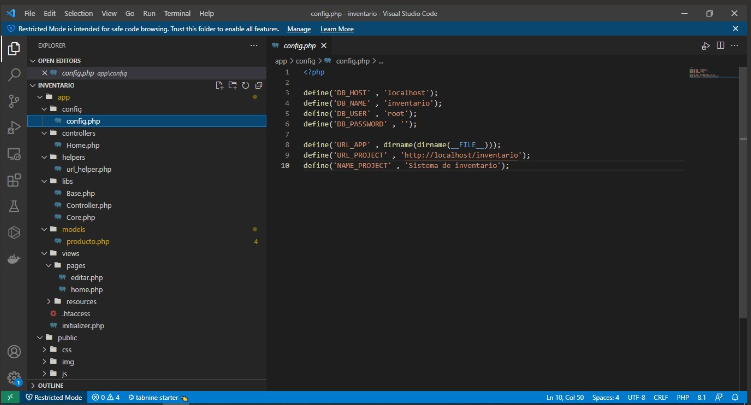 File Edit Selection View Go Run Terminal Help
config.php - inventario - Visual Studio Code
Restricted Mode is intended for safe code browsing. Trust this folder to enable all features. Manage Learn More
EXPLORER
OPEN EDITORS
config.php app\config
INVENTARIO
app
config
config.php
controllers
Home.php
helpers
url_helper.php
libs
Base.php
Controller.php
Core.php
models
producto.php 4
views
pages
editar.php
home.php
resources
.htaccess
initializer.php
public
css
img
js
OUTLINE
config.php
app > config > config.php > ...
1 <?php
2
3 define('DB_HOST' , 'localhost');
4 define('DB_NAME' , 'inventario');
5 define('DB_USER' , 'root');
6 define('DB_PASSWORD' , '');
7
8 define('URL_APP' , dirname(dirname(__FILE__)));
9 define('URL_PROJECT' , 'http://localhost/inventario');
10 define('NAME_PROJECT' , 'Sistema de inventario');
1
Restricted Mode 0 4 tabnine starter Ln 10, Col 50 Spaces: 4 UTF-8 CRLF PHP 8.1